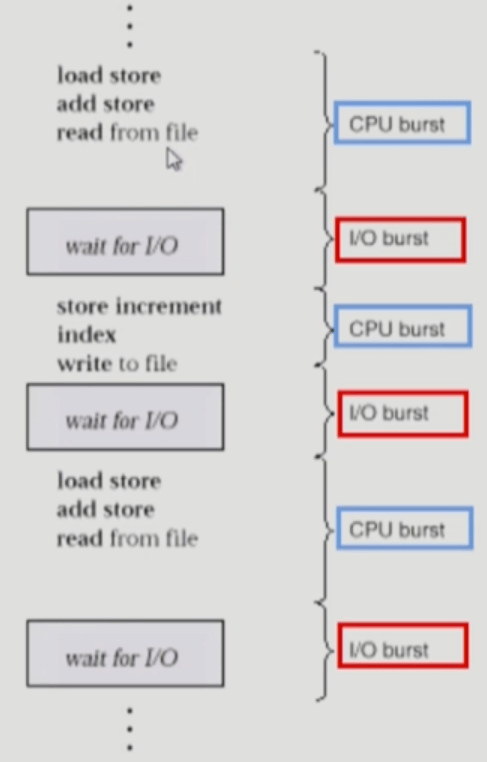 load store
add store
read from file
CPU burst
wait for I/O
I/O burst
store increment
index
write to file
CPU burst
wait for I/O
I/O burst
load store
add store
read from file
CPU burst
wait for I/O
I/O burst